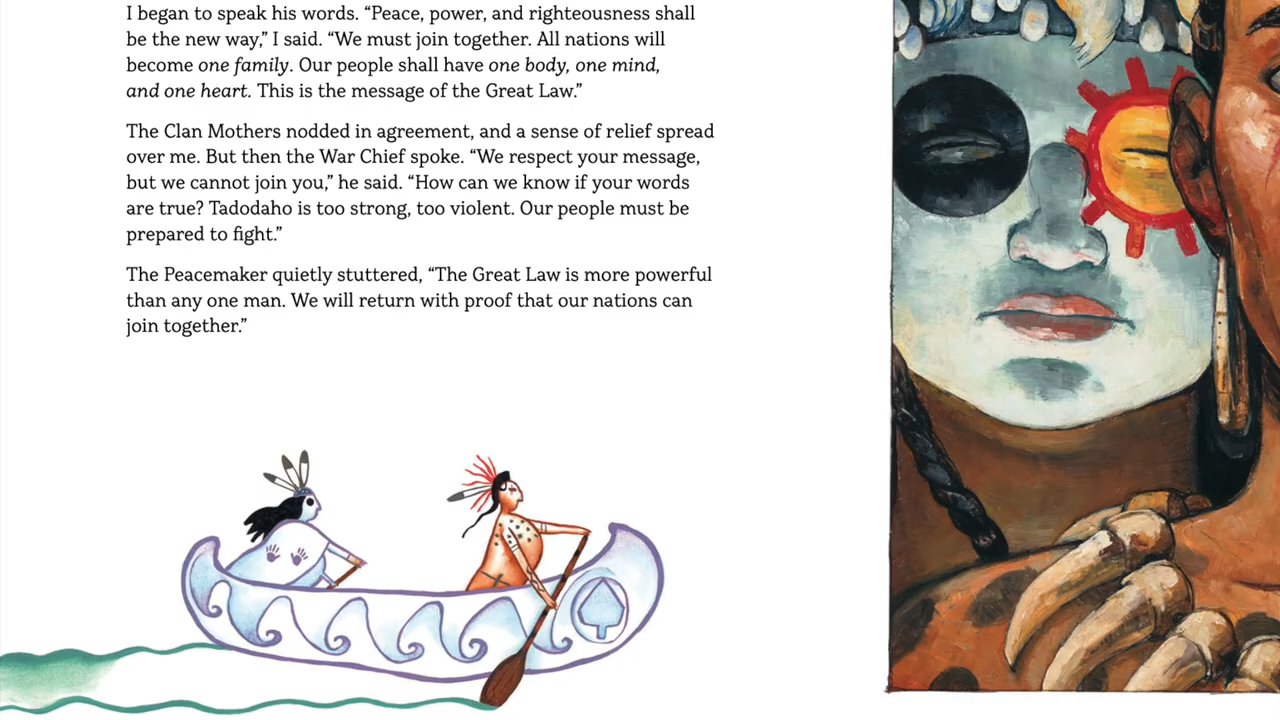 I began to speak his words. “Peace, power, and righteousness shall
be the new way,” I said. “We must join together. All nations will
become one family. Our people shall have one body, one mind,
and one heart. This is the message of the Great Law.”
The Clan Mothers nodded in agreement, and a sense of relief spread
over me. But then the War Chief spoke. “We respect your message,
but we cannot join you,” he said. “How can we know if your words
are true? Tadodaho is too strong, too violent. Our people must be
prepared to fight.”
The Peacemaker quietly stuttered, “The Great Law is more powerful
than any one man. We will return with proof that our nations can
join together.”